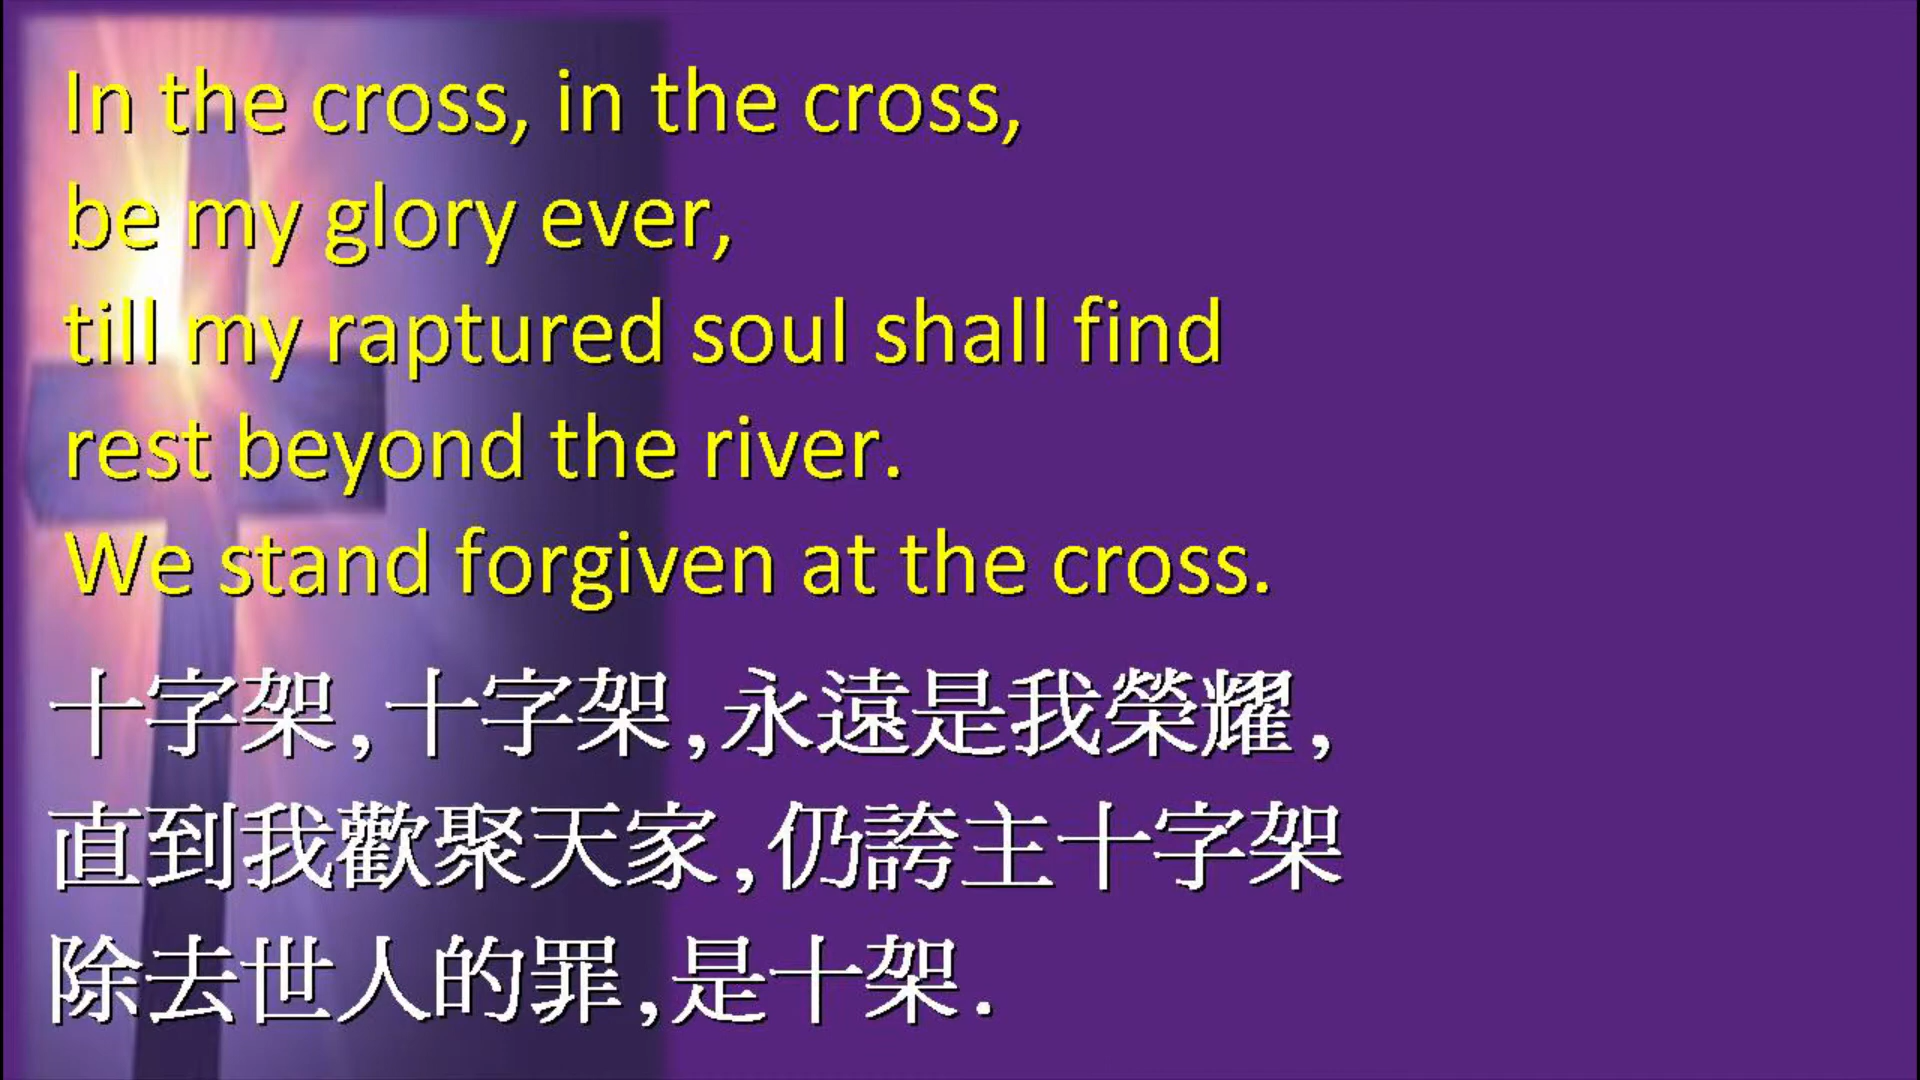 In the cross, in the cross,
be my glory ever,
till my raptured soul shall find
rest beyond the river.
We stand forgiven at the cross.
十字架,十字架,永遠是我榮耀,
直到我歡聚天家,仍誇主十字架
除去世人的罪,是十架.